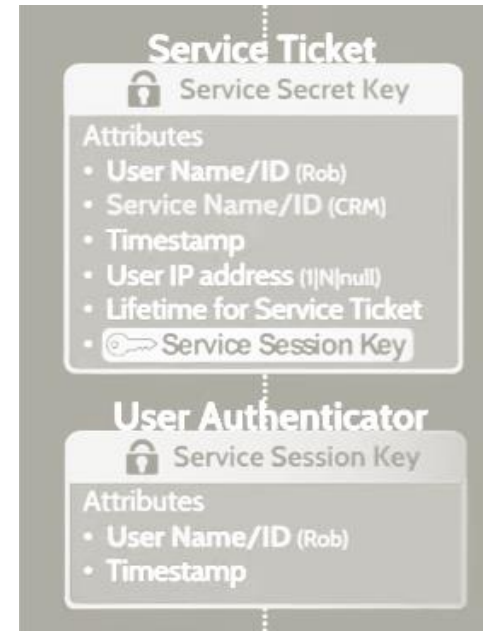 Service Ticket
Service Secret Key
Attributes
• User Name/ID (Rob)
• Service Name/ID (CRM)
• Timestamp
• User IP address (1|N|null)
• Lifetime for Service Ticket
• Service Session Key
User Authenticator
Service Session Key
Attributes
• User Name/ID (Rob)
• Timestamp